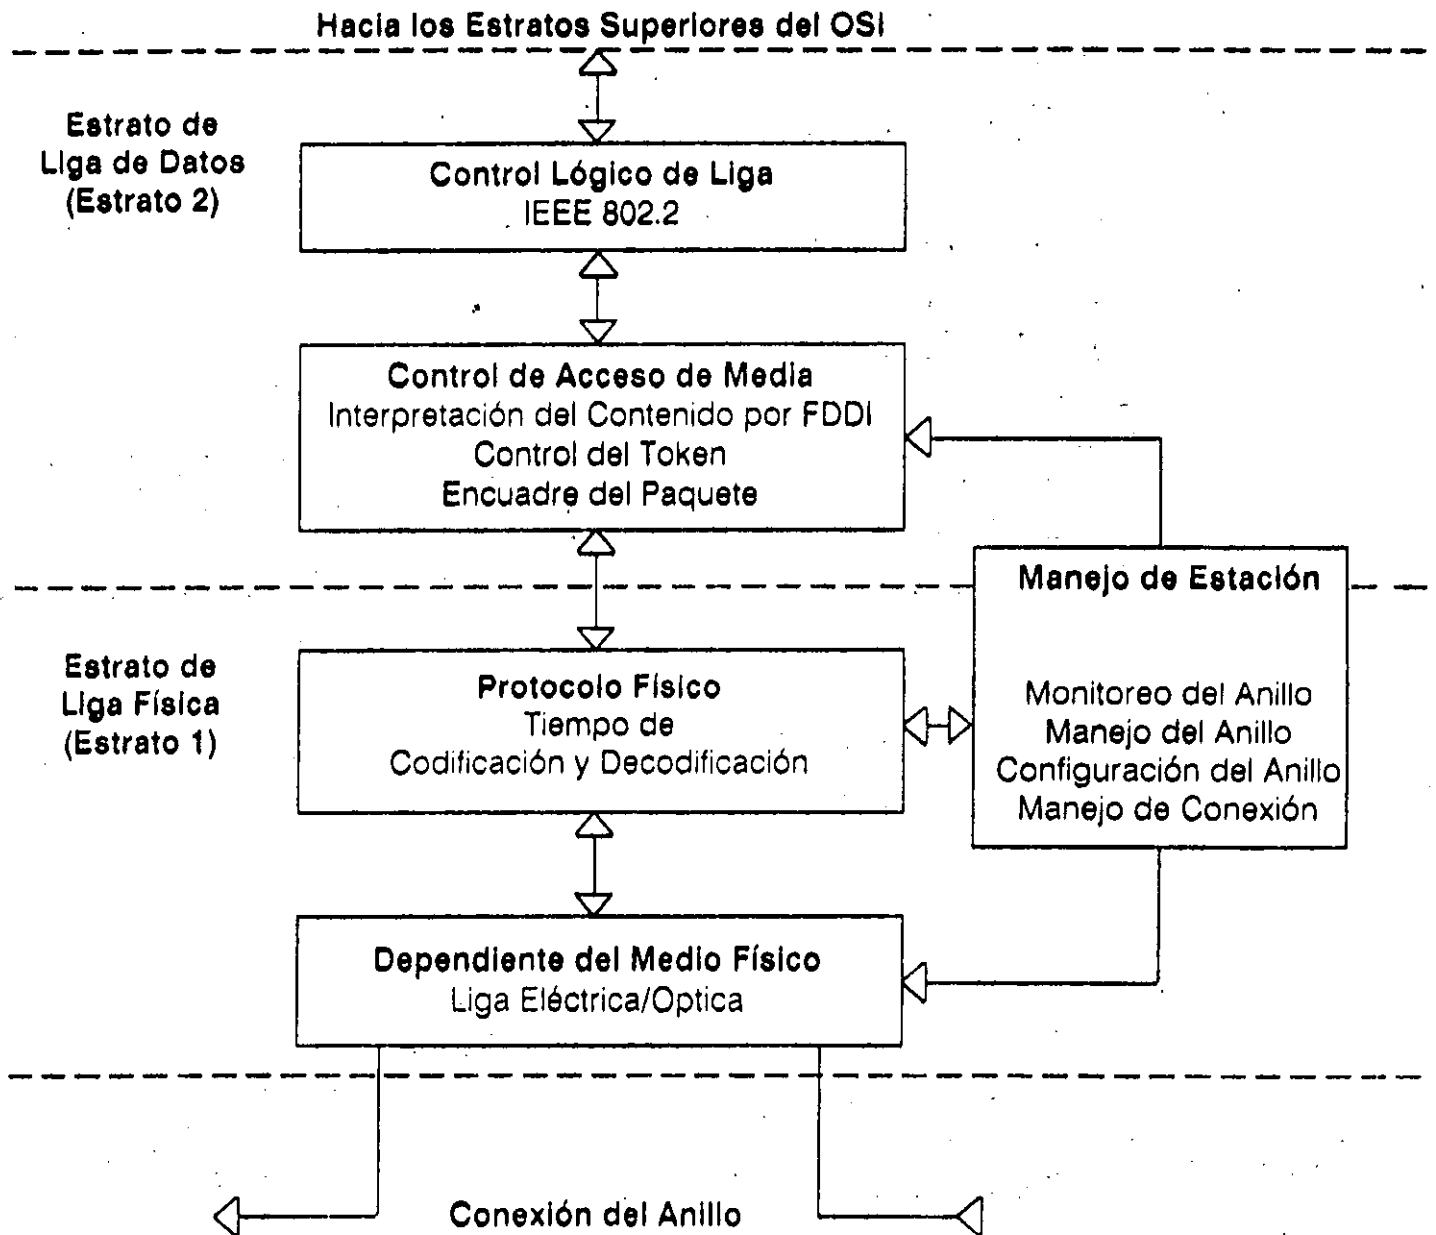 Hacia los Estratos Superiores del OSI
Estrato de
Liga de Datos
(Estrato 2)
Control Lógico de Liga
IEEE 802.2
Control de Acceso de Media
Interpretación del Contenido por FDDI
Control del Token
Encuadre del Paquete
Manejo de Estación
Monitoreo del Anillo
Manejo del Anillo
Configuración del Anillo
Manejo de Conexión
Estrato de
Liga Física
(Estrato 1)
Protocolo Físico
Tiempo de
Codificación y Decodificación
Dependiente del Medio Físico
Liga Eléctrica/Optica
Conexión del Anillo